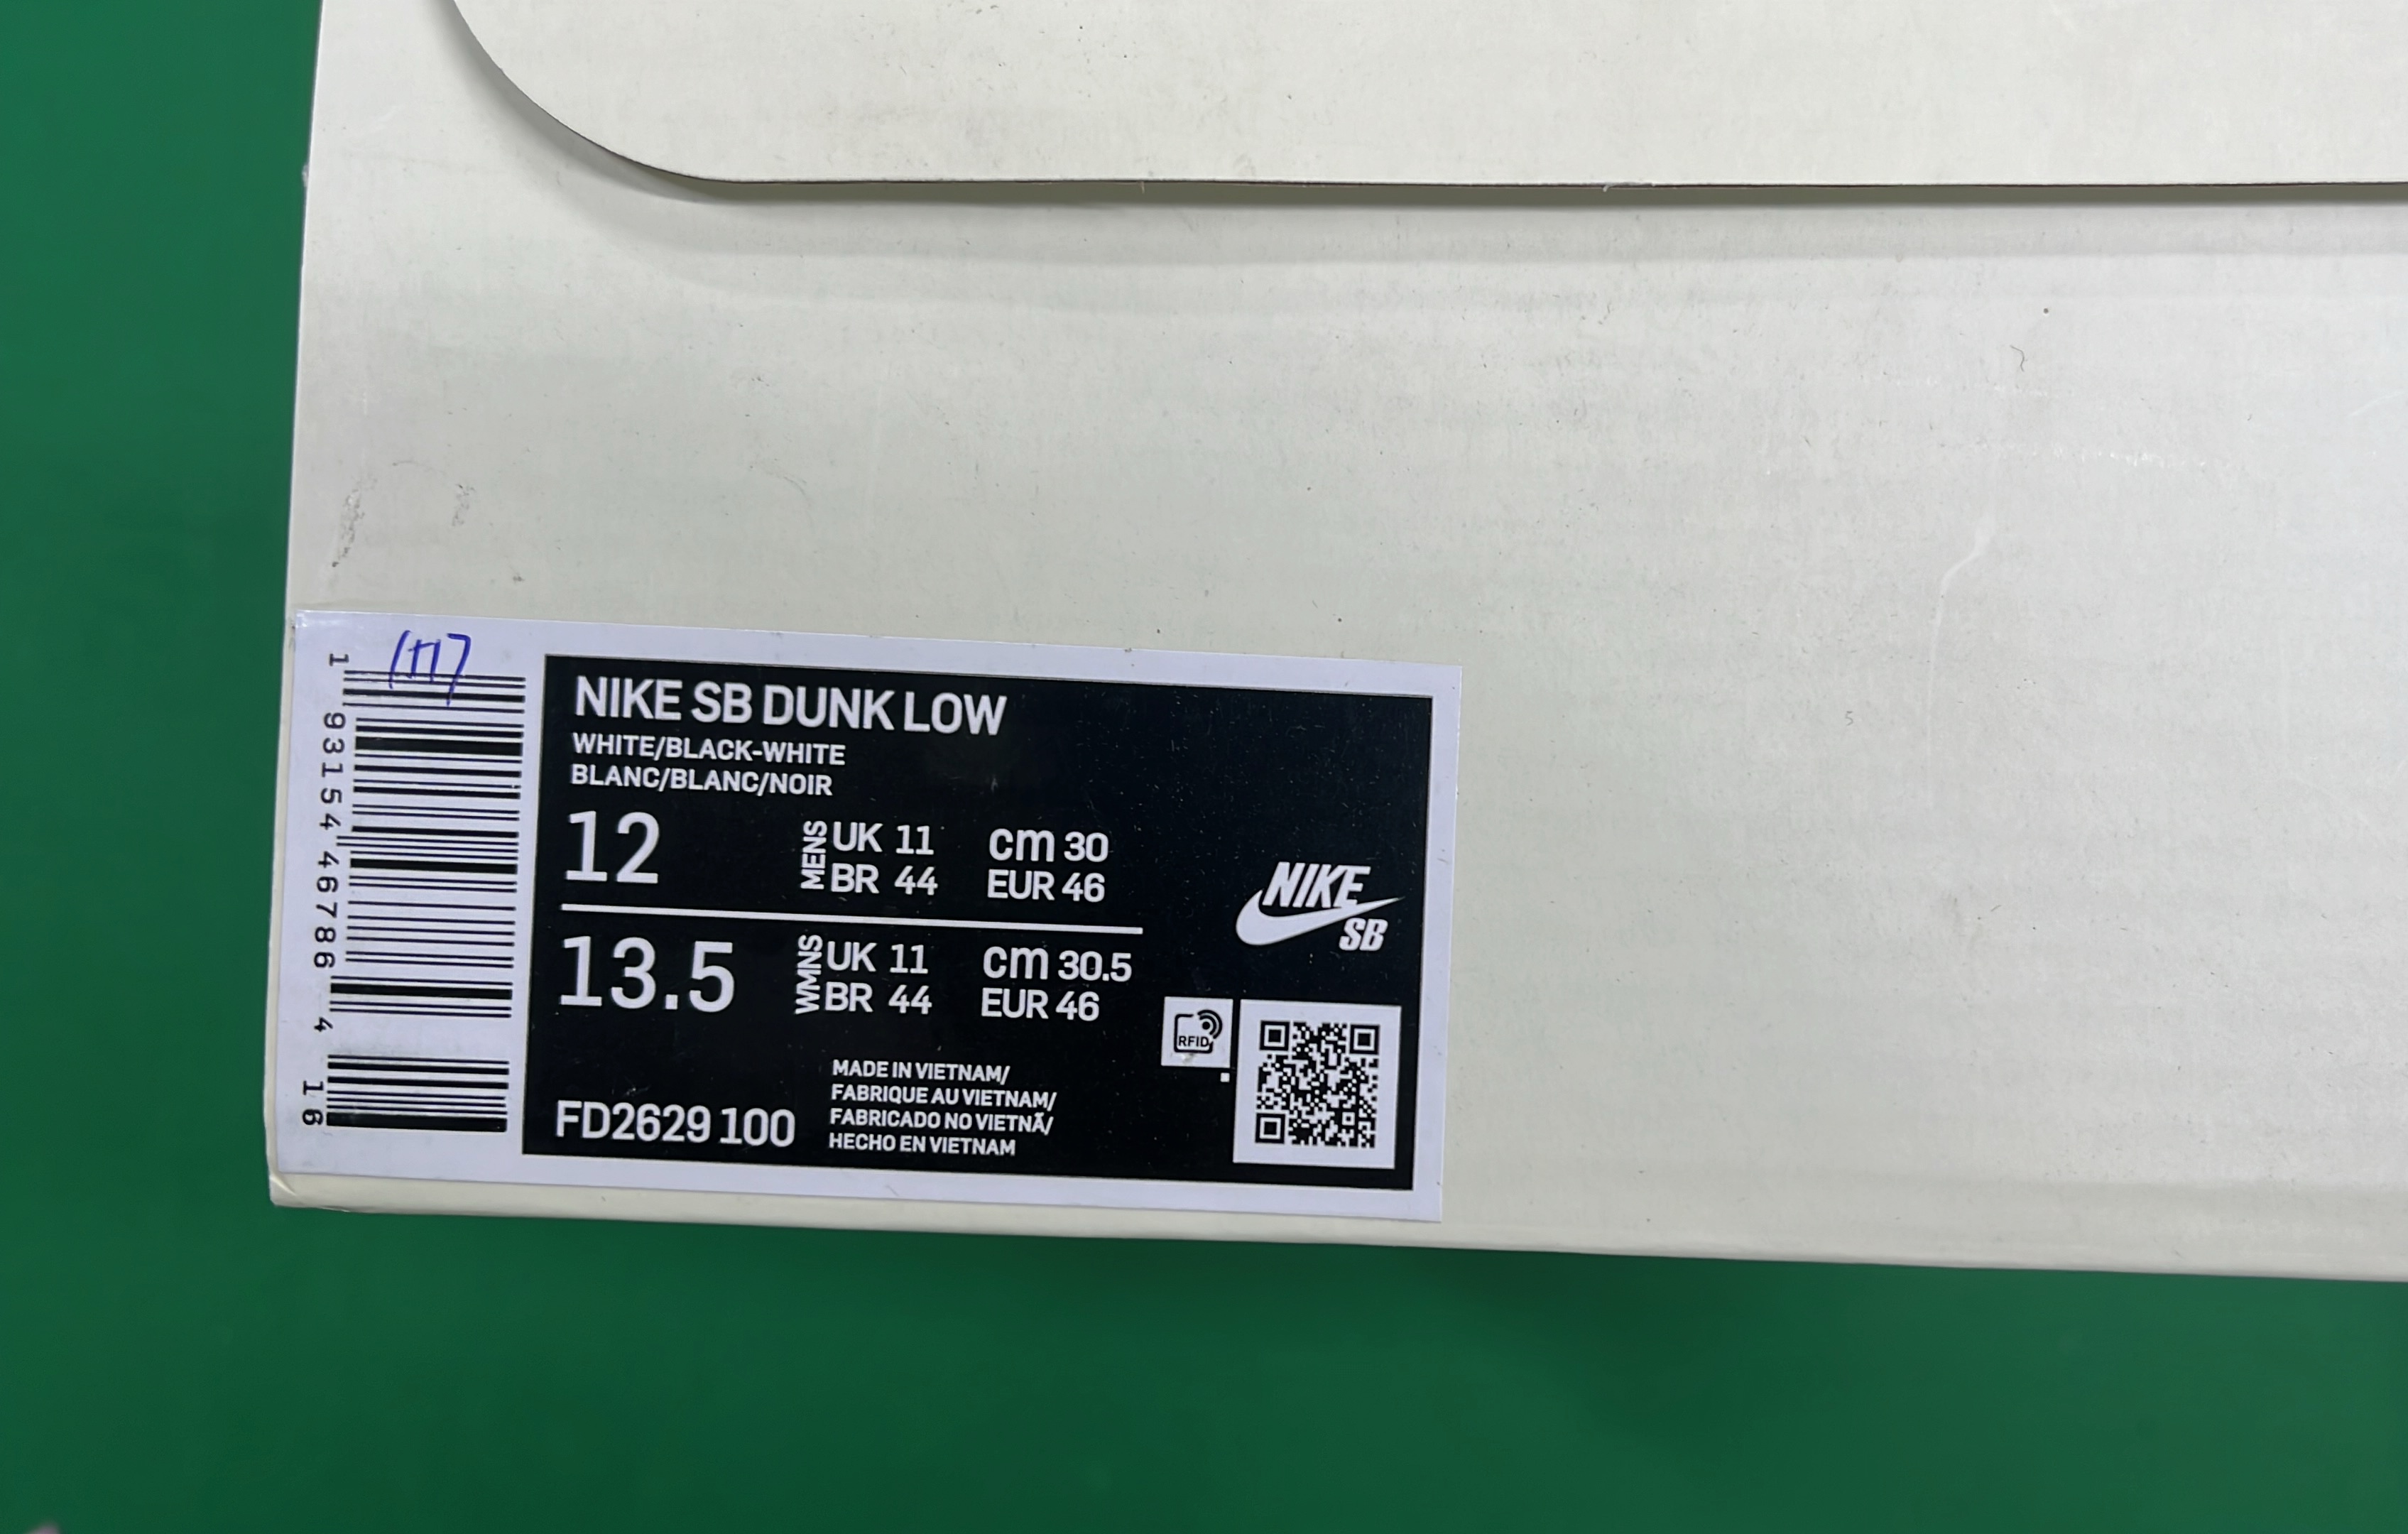 1 93154 46786 4 16
NIKE SB DUNK LOW
WHITE/BLACK-WHITE
BLANC/BLANC/NOIR
12 MENS UK 11 cm 30
BR 44 EUR 46
13.5 WMNS UK 11 cm 30.5
BR 44 EUR 46
NIKE
SB
RFID
FD2629 100
MADE IN VIETNAM/
FABRIQUE AU VIETNAM/
FABRICADO NO VIETNÃ/
HECHO EN VIETNAM